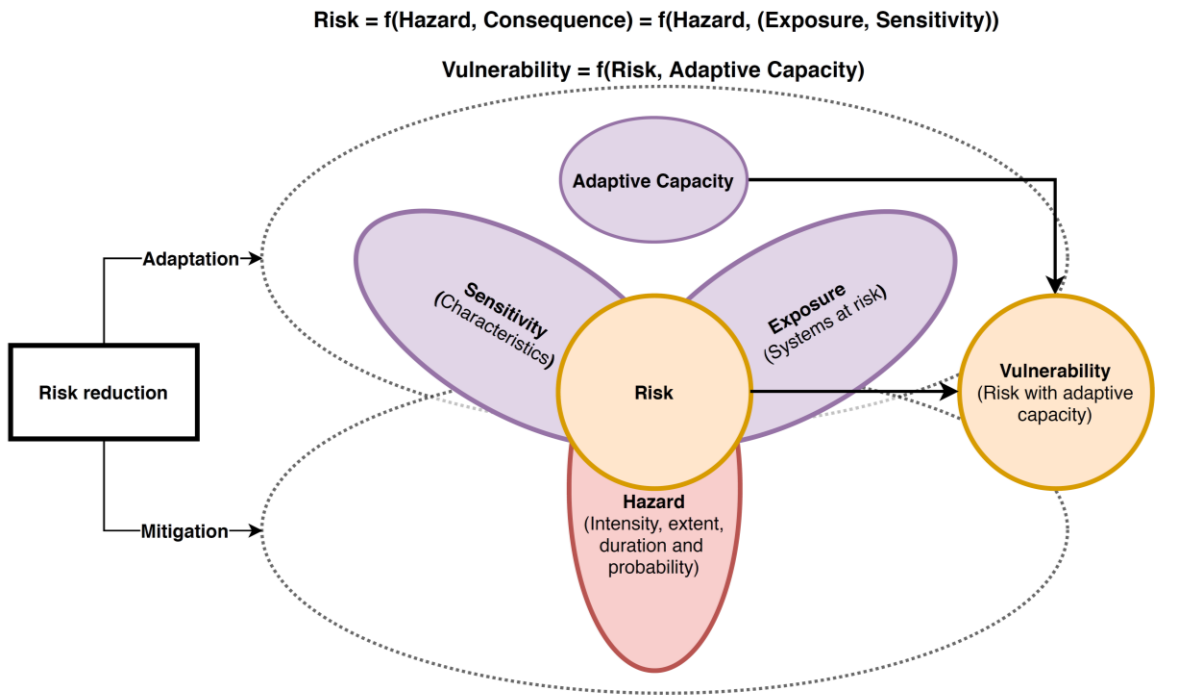 Risk = f(Hazard, Consequence) = f(Hazard, (Exposure, Sensitivity))
Vulnerability = f(Risk, Adaptive Capacity)
Adaptive Capacity
Adaptation
Sensitivity
(Characteristics)
Exposure
(Systems at risk)
Risk reduction
Risk
Vulnerability
(Risk with adaptive
capacity)
Mitigation
Hazard
(Intensity, extent,
duration and
probability)